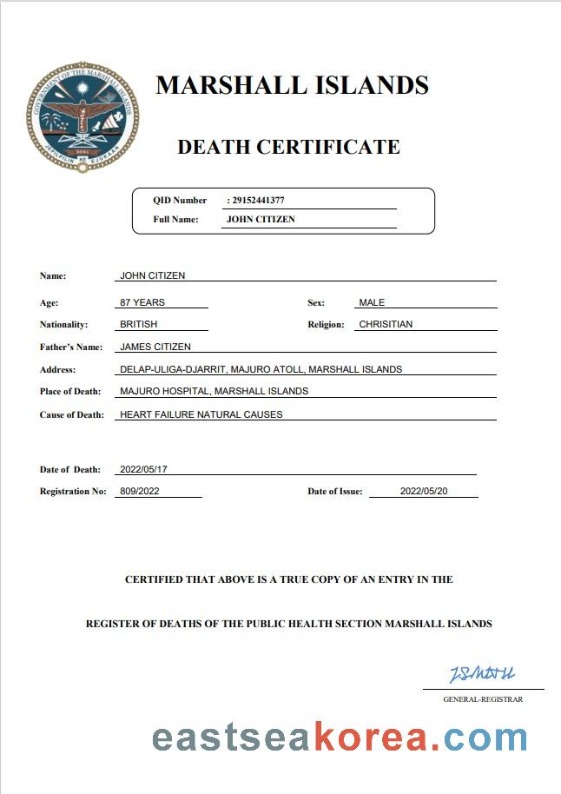 MARSHALL ISLANDS
DEATH CERTIFICATE
GOVERNMENT OF THE MARSHALL ISLANDS
SEAL
JEPILPILIN KE EJUKAAN
QID Number : 29152441377
Full Name: JOHN CITIZEN
Name: JOHN CITIZEN
Age: 87 YEARS Sex: MALE
Nationality: BRITISH Religion: CHRISITIAN
Father's Name: JAMES CITIZEN
Address: DELAP-ULIGA-DJARRIT, MAJURO ATOLL, MARSHALL ISLANDS
Place of Death: MAJURO HOSPITAL, MARSHALL ISLANDS
Cause of Death: HEART FAILURE NATURAL CAUSES
Date of Death: 2022/05/17
Registration No: 809/2022 Date of Issue: 2022/05/20
CERTIFIED THAT ABOVE IS A TRUE COPY OF AN ENTRY IN THE
REGISTER OF DEATHS OF THE PUBLIC HEALTH SECTION MARSHALL ISLANDS
GENERAL-REGISTRAR
eastseakorea.com